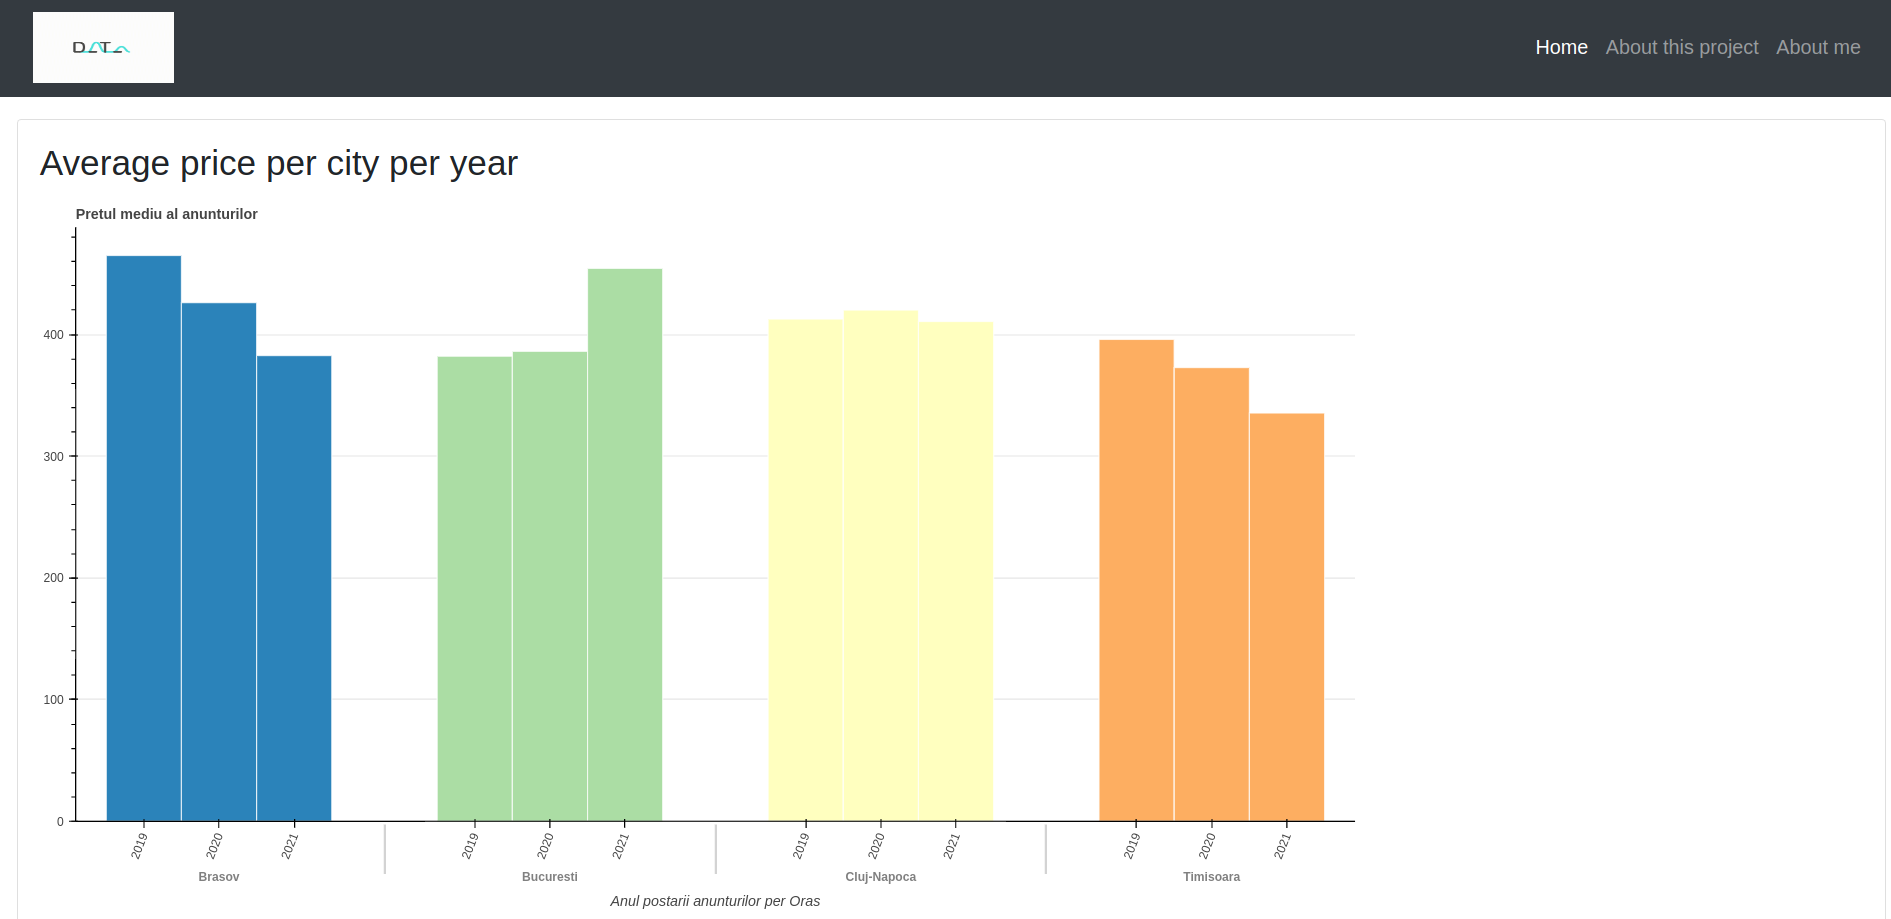 DATA
Home About this project About me
Average price per city per year
Pretul mediu al anunturilor
400
300
200
100
0
2019 2020 2021 2019 2020 2021 2019 2020 2021 2019 2020 2021
Brasov Bucuresti Cluj-Napoca Timisoara
Anul postarii anunturilor per Oras